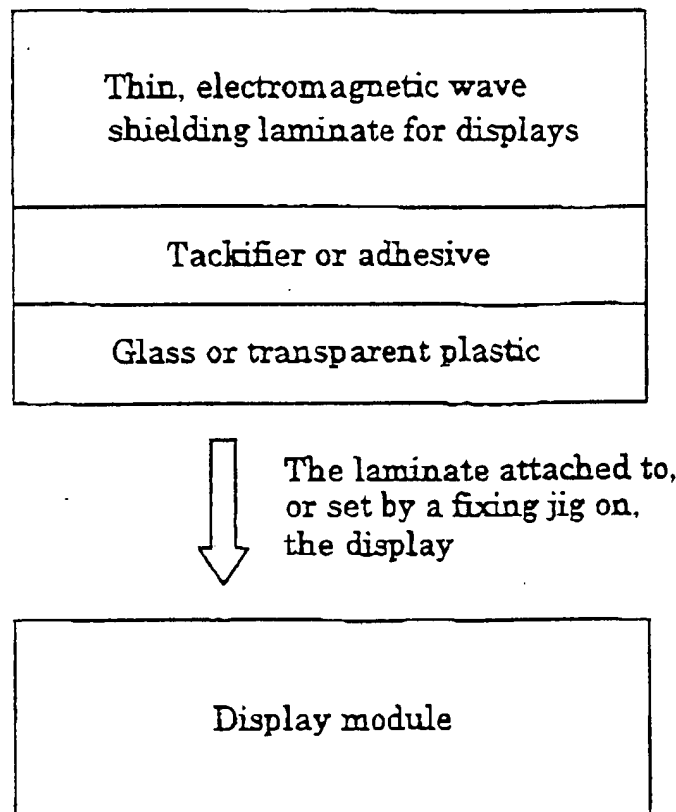 Thin, electromagnetic wave
shielding laminate for displays
Tackifier or adhesive
Glass or transparent plastic
The laminate attached to,
or set by a fixing jig on,
the display
Display module